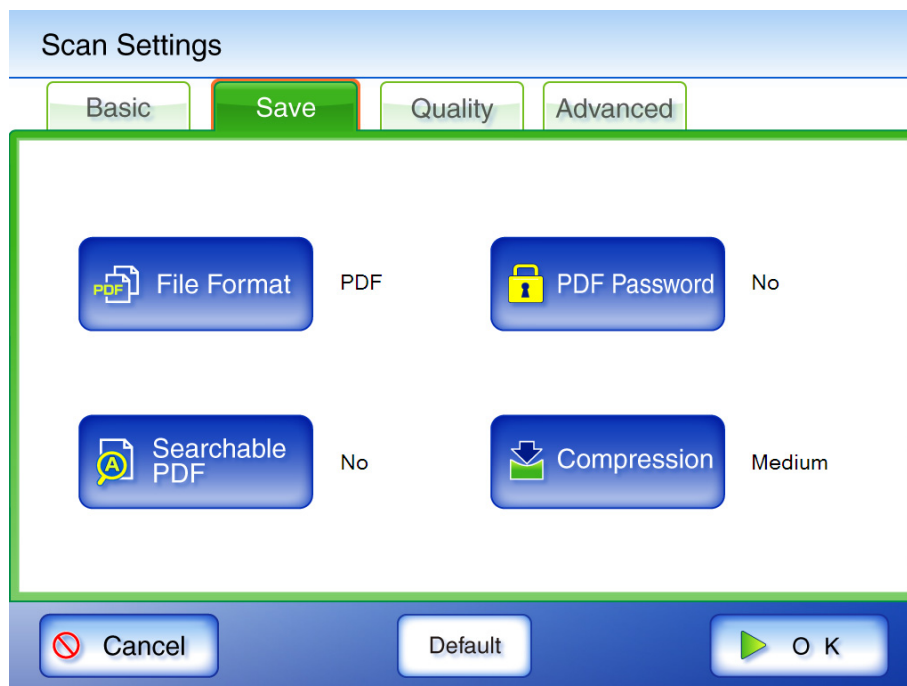 Scan Settings
Basic Save Quality Advanced
PDF File Format PDF
PDF Password No
A Searchable PDF No
Compression Medium
Cancel Default O K